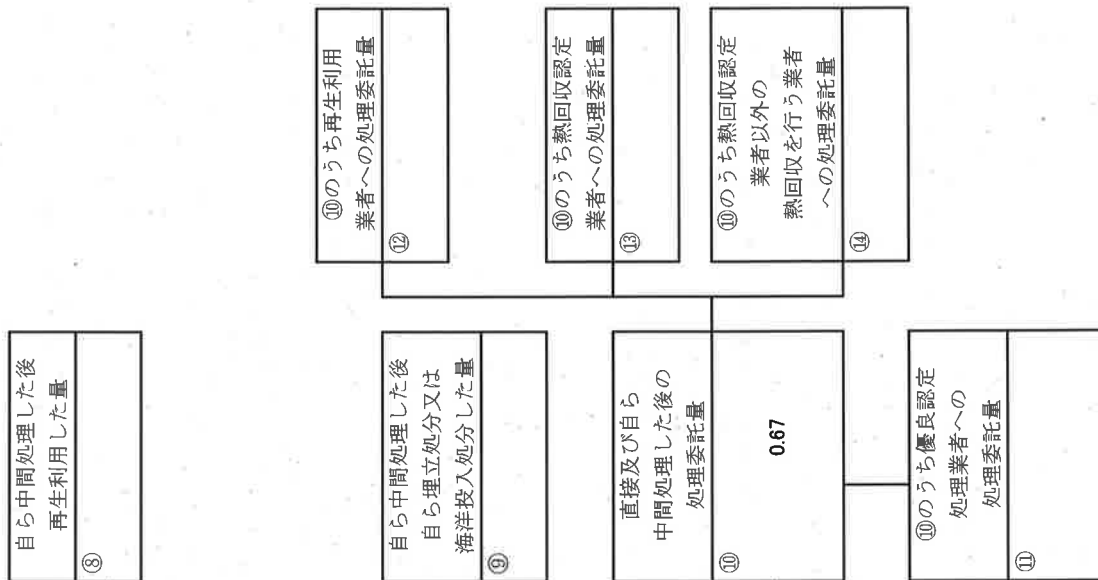 自ら中間処理した後
再生利用した量
⑧
自ら中間処理した後
自ら埋立処分又は
海洋投入処分した量
⑨
直接及び自ら
中間処理した後の
処理委託量
⑩
0.67
⑩のうち優良認定
処理業者への
処理委託量
⑪
⑩のうち再生利用
業者への処理委託量
⑫
⑩のうち熱回収認定
業者への処理委託量
⑬
⑩のうち熱回収認定
業者以外の
熱回収を行う業者
への処理委託量
⑭